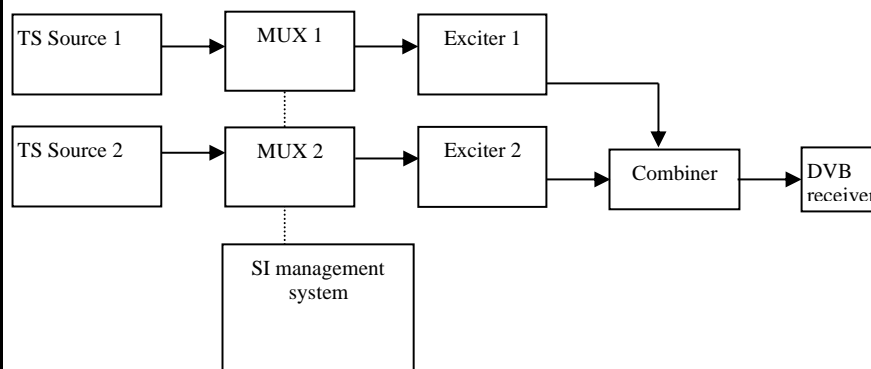 TS Source 1
MUX 1
Exciter 1
TS Source 2
MUX 2
Exciter 2
Combiner
DVB
receiver
SI management
system